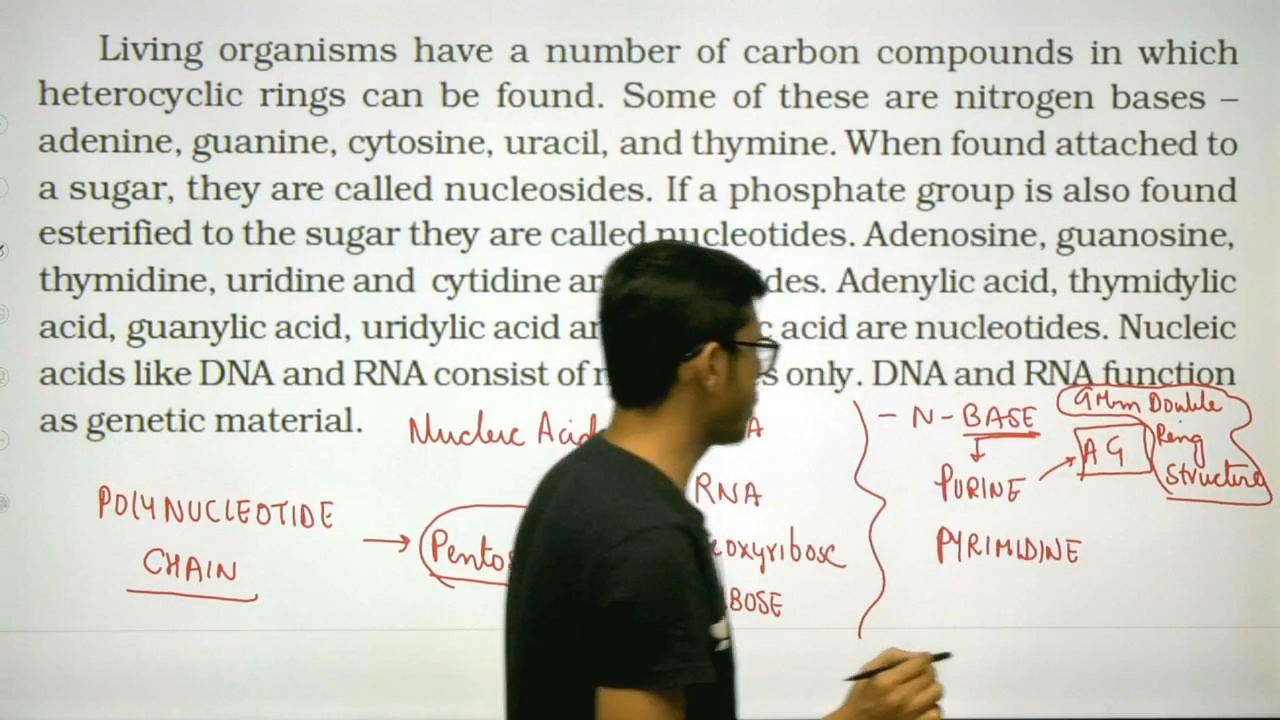 Living organisms have a number of carbon compounds in which
heterocyclic rings can be found. Some of these are nitrogen bases –
adenine, guanine, cytosine, uracil, and thymine. When found attached to
a sugar, they are called nucleosides. If a phosphate group is also found
esterified to the sugar they are called nucleotides. Adenosine, guanosine,
thymidine, uridine and cytidine des. Adenylic acid, thymidylic
acid, guanylic acid, uridylic acid c acid are nucleotides. Nucleic
acids like DNA and RNA consist of s only. DNA and RNA function
as genetic material.
Nucleic Acid A
RNA
POLYNUCLEOTIDE
CHAIN
→ Pentos oxyribose
BOSE
- N-BASE
PURINE → AG
9 Mem Double
Ring
Structure
PYRIMIDINE